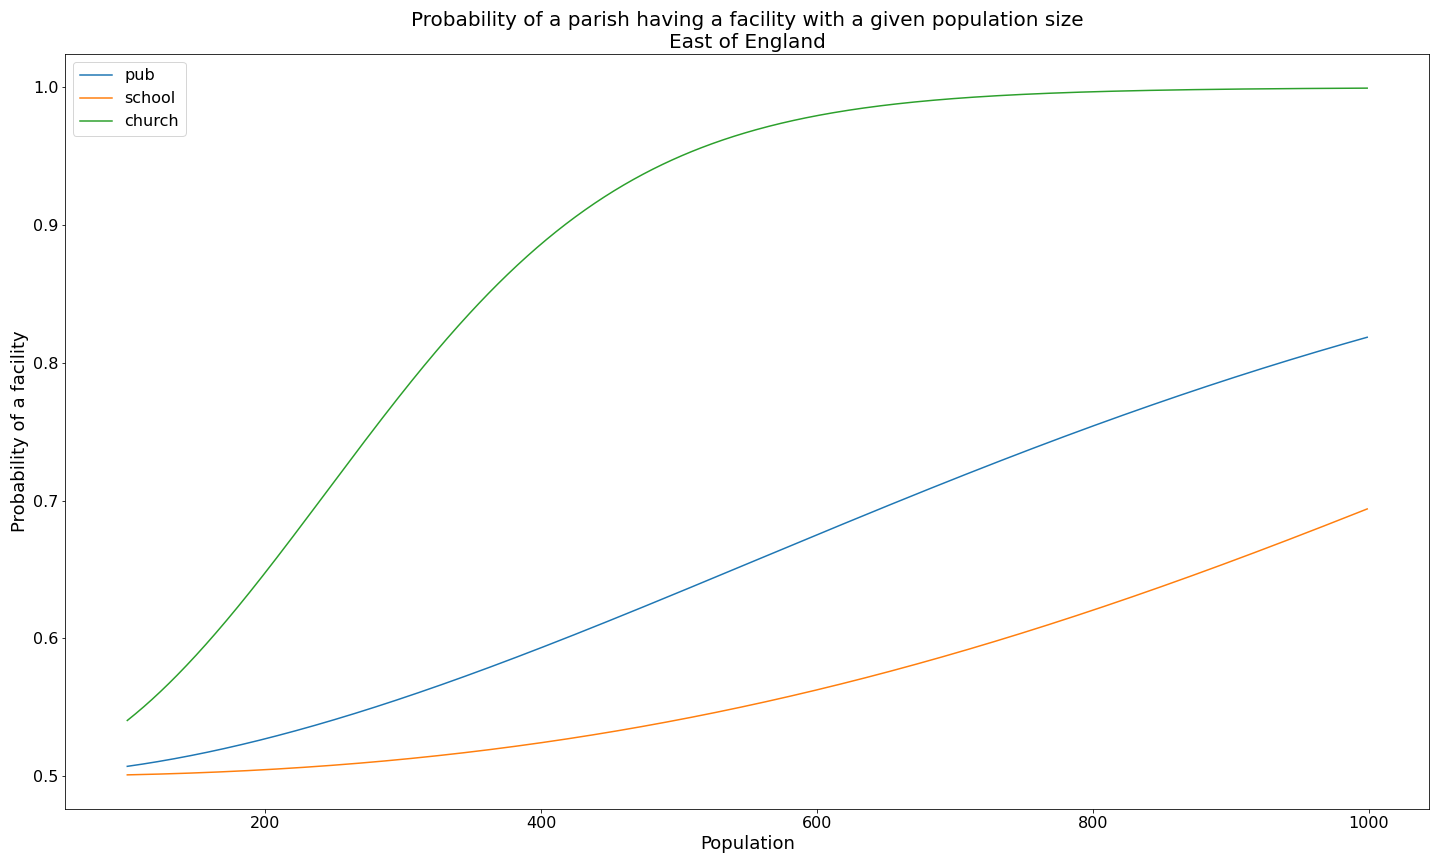 Probability of a parish having a facility with a given population size
East of England
pub
school
church
1.0
0.9
0.8
0.7
0.6
0.5
Probability of a facility
200 400 600 800 1000
Population